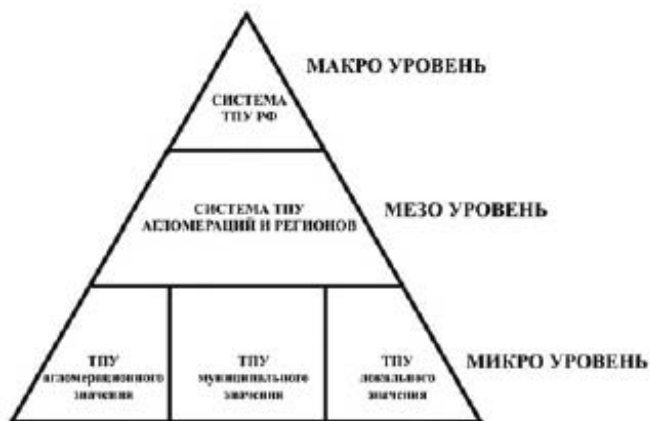 МАКРО УРОВЕНЬ
СИСТЕМА
ТПУ РФ
СИСТЕМА ТПУ
АГЛОМЕРАЦИЙ И РЕГИОНОВ
МЕЗО УРОВЕНЬ
ТПУ
агломерационного
значения
ТПУ
муниципального
значения
ТПУ
локального
значения
МИКРО УРОВЕНЬ